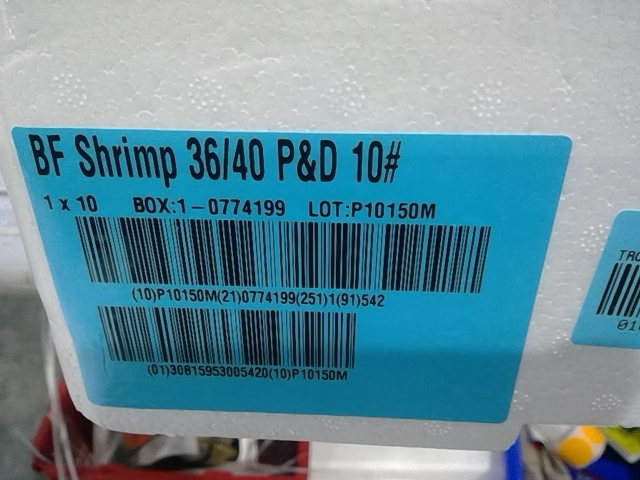 BF Shrimp 36/40 P&D 10#
1 x 10 BOX:1-0774199 LOT:P10150M
(10)P10150M(21)0774199(251)1(91)542
(01)30815953005420(10)P10150M